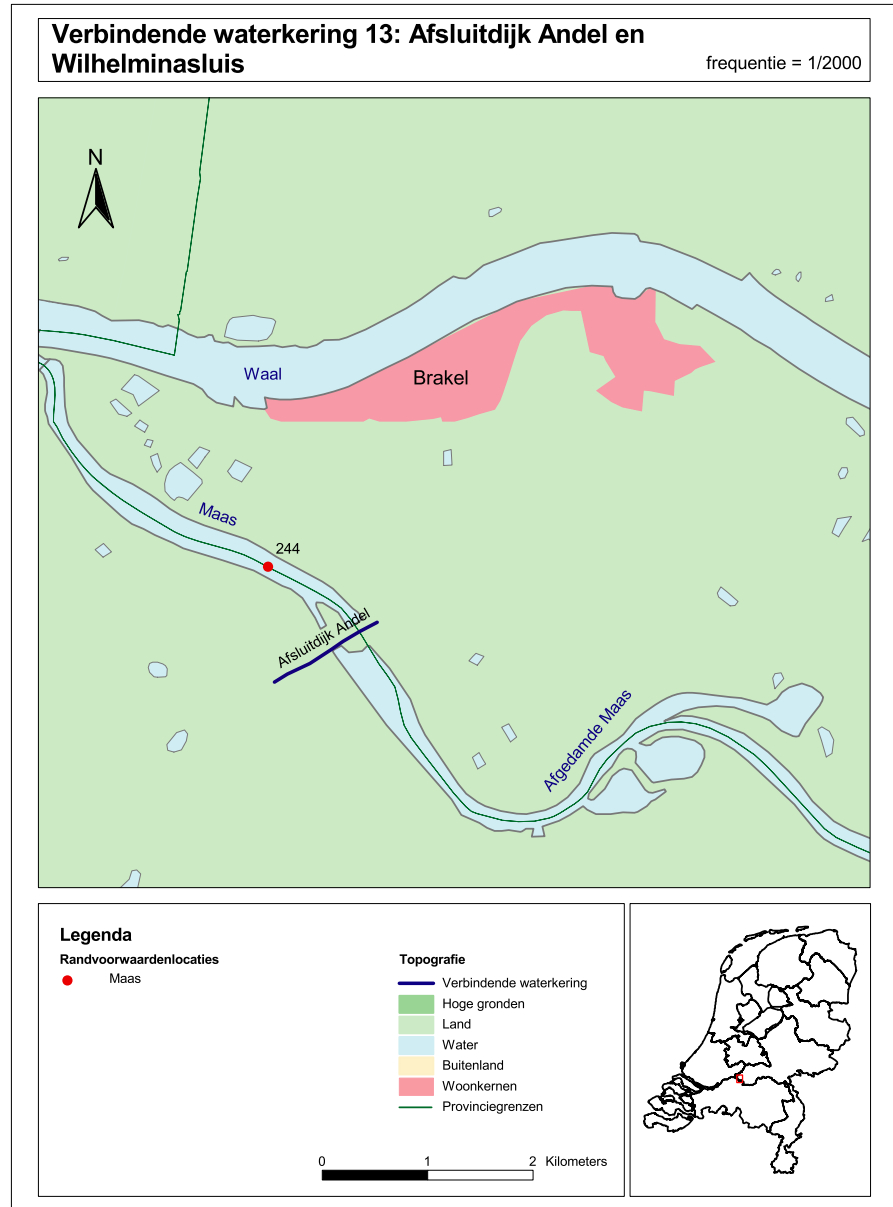 Verbindende waterkering 13: Afsluitdijk Andel en
Wilhelminasluis
frequentie = 1/2000
N
Waal
Brakel
Maas
244
Afsluitdijk Andel
Afgedamde Maas
Legenda
Randvoorwaardenlocaties
Maas
Topografie
Verbindende waterkering
Hoge gronden
Land
Water
Buitenland
Woonkernen
Provinciegrenzen
0 1 2 Kilometers